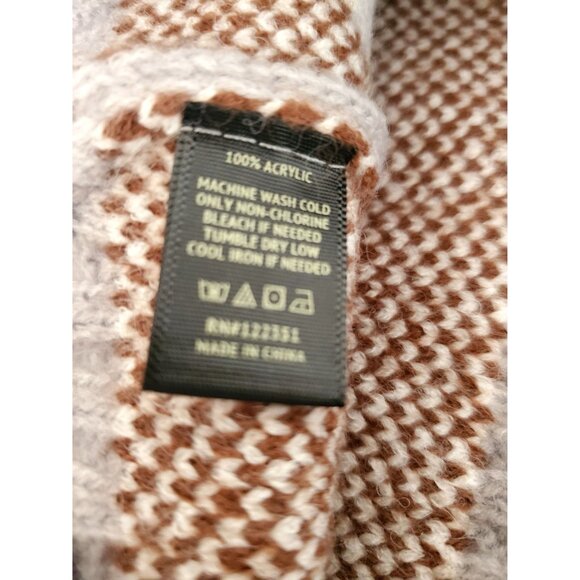 100% ACRYLIC
MACHINE WASH COLD
ONLY NON-CHLORINE
BLEACH IF NEEDED
TUMBLE DRY LOW
COOL IRON IF NEEDED
RN#122351
MADE IN CHINA